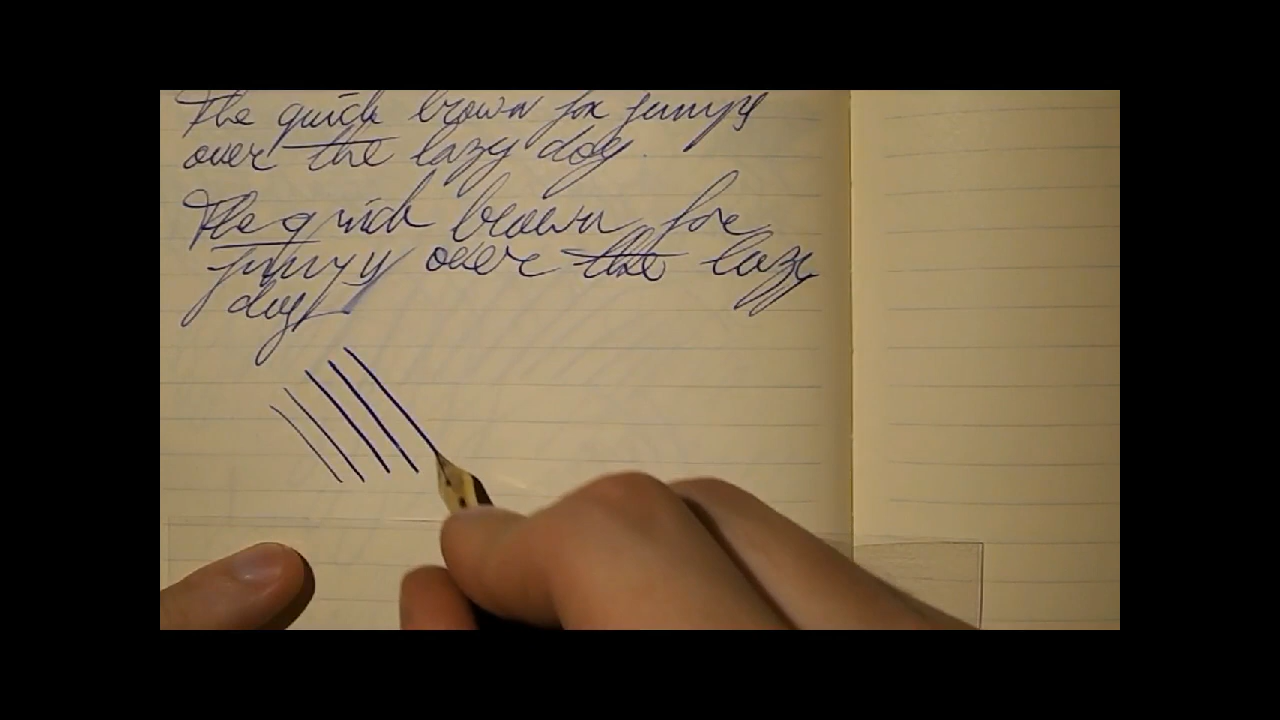 The quick brown fox jumps
over the lazy dog.
The quick brown fox
jumps over the lazy
dog